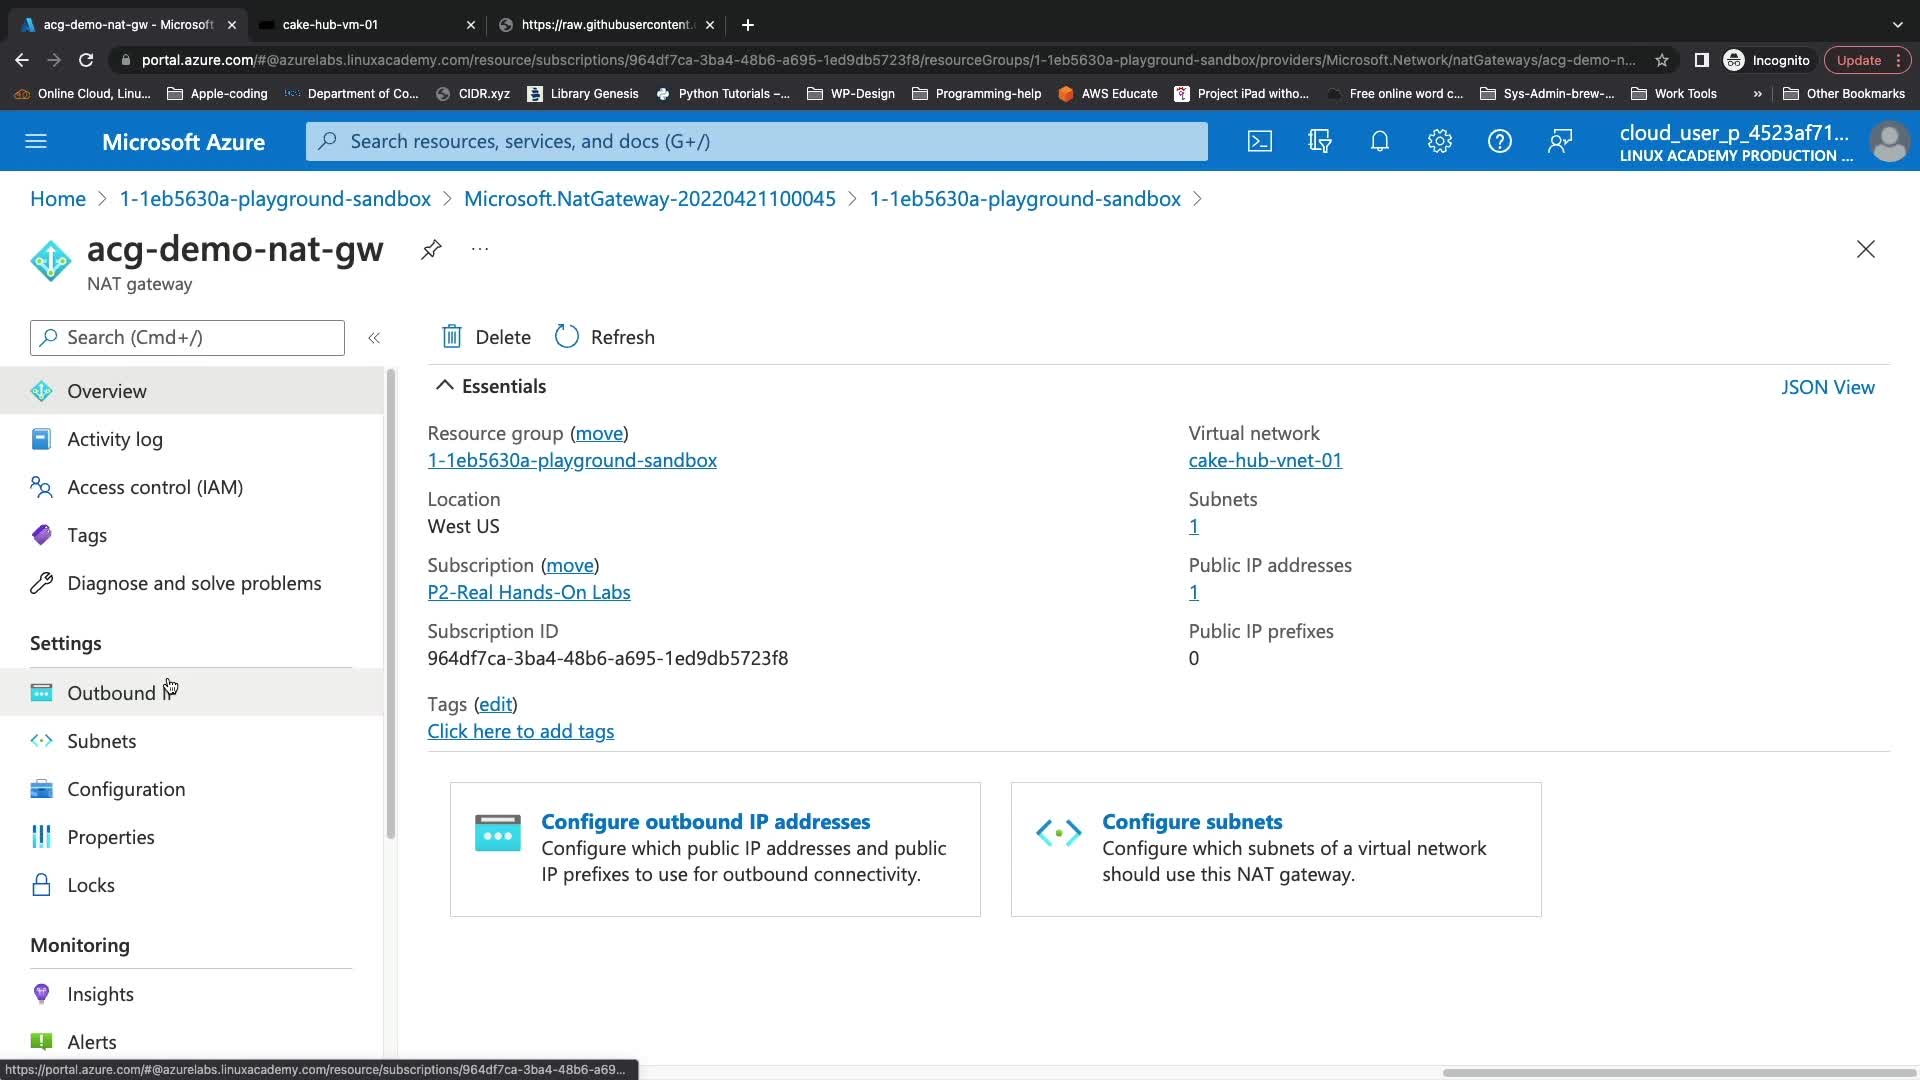 acg-demo-nat-gw - Microsoft
cake-hub-vm-01
https://raw.githubusercontent.
portal.azure.com/#@azurelabs.linuxacademy.com/resource/subscriptions/964df7ca-3ba4-48b6-a695-1ed9db5723f8/resourceGroups/1-1eb5630a-playground-sandbox/providers/Microsoft.Network/natGateways/acg-demo-n...
Incognito
Update
Online Cloud, Linu...
Apple-coding
Department of Co...
CIDR.xyz
Library Genesis
Python Tutorials –...
WP-Design
Programming-help
AWS Educate
Project iPad witho...
Free online word c...
Sys-Admin-brew-...
Work Tools
»
Other Bookmarks
Microsoft Azure
Search resources, services, and docs (G+/)
cloud_user_p_4523af71...
LINUX ACADEMY PRODUCTION ...
Home > 1-1eb5630a-playground-sandbox > Microsoft.NatGateway-20220421100045 > 1-1eb5630a-playground-sandbox >
acg-demo-nat-gw
...
NAT gateway
Search (Cmd+/)
«
Delete
Refresh
Overview
Activity log
Access control (IAM)
Tags
Diagnose and solve problems
Settings
Outbound IP
Subnets
Configuration
Properties
Locks
Monitoring
Insights
Alerts
Essentials
JSON View
Resource group (move)
1-1eb5630a-playground-sandbox
Location
West US
Subscription (move)
P2-Real Hands-On Labs
Subscription ID
964df7ca-3ba4-48b6-a695-1ed9db5723f8
Tags (edit)
Click here to add tags
Virtual network
cake-hub-vnet-01
Subnets
1
Public IP addresses
1
Public IP prefixes
0
Configure outbound IP addresses
Configure which public IP addresses and public
IP prefixes to use for outbound connectivity.
Configure subnets
Configure which subnets of a virtual network
should use this NAT gateway.
https://portal.azure.com/#@azurelabs.linuxacademy.com/resource/subscriptions/964df7ca-3ba4-48b6-a69...